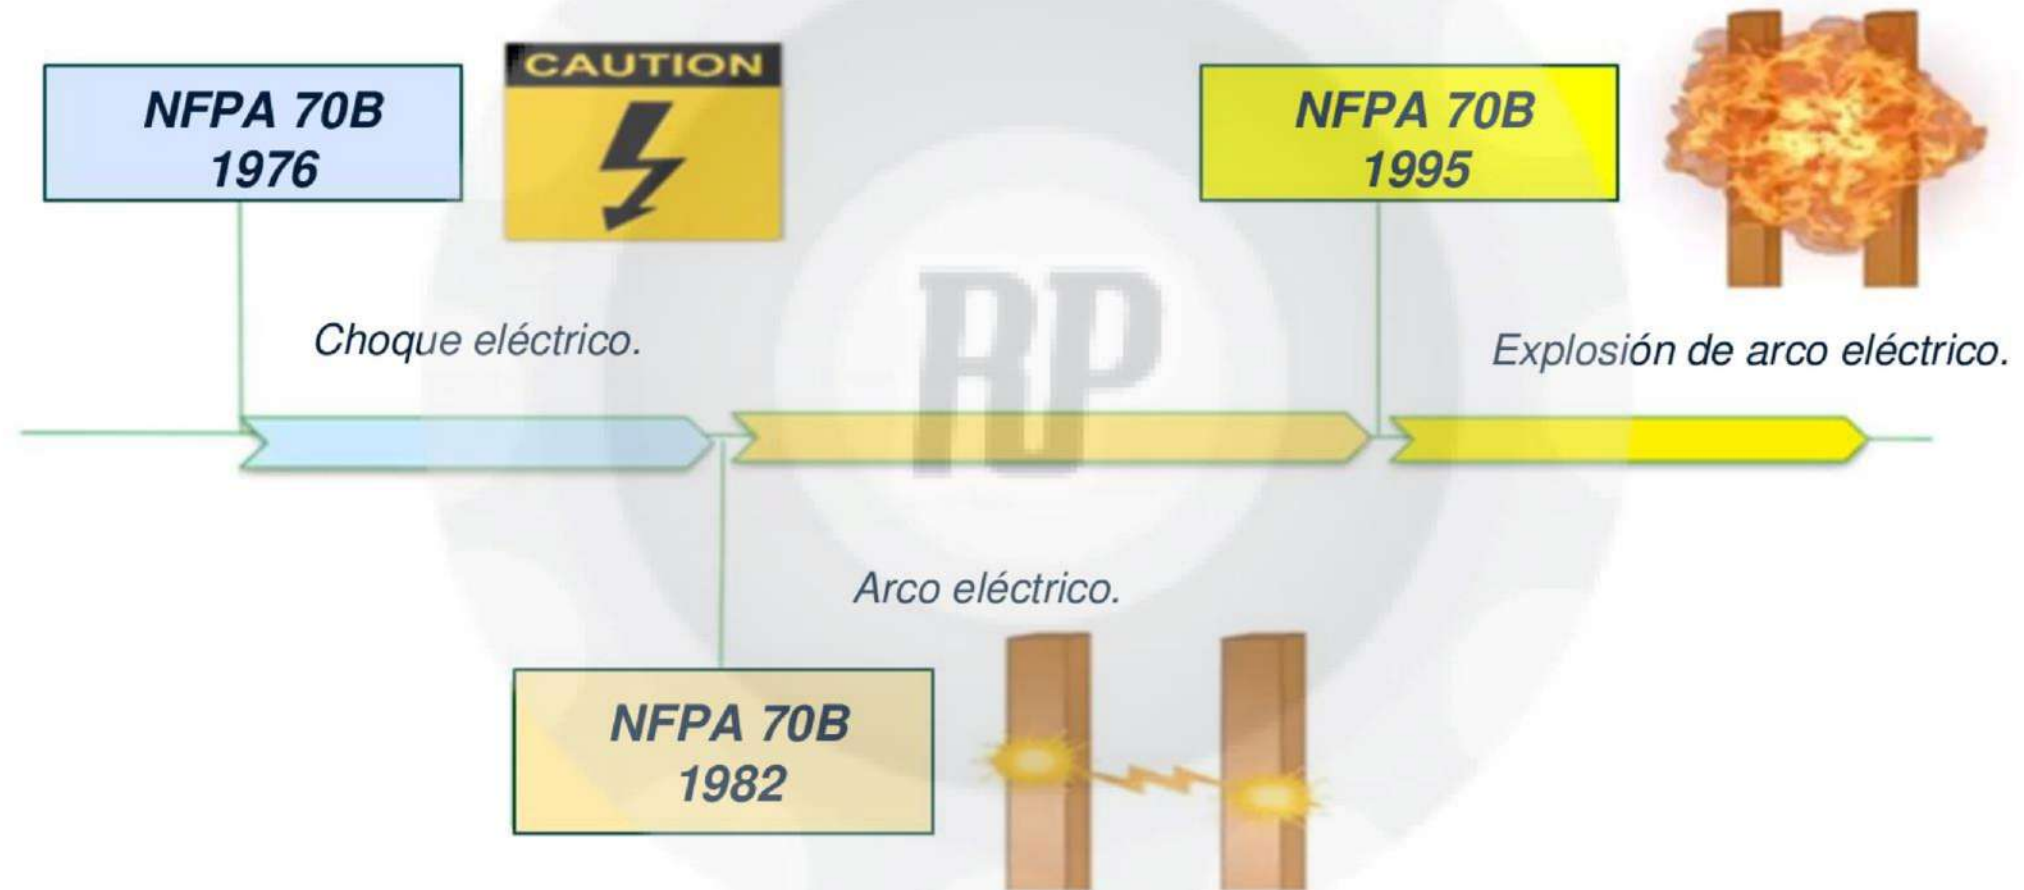 NFPA 70B
1976
CAUTION
NFPA 70B
1995
Choque eléctrico.
Explosión de arco eléctrico.
RP
Arco eléctrico.
NFPA 70B
1982